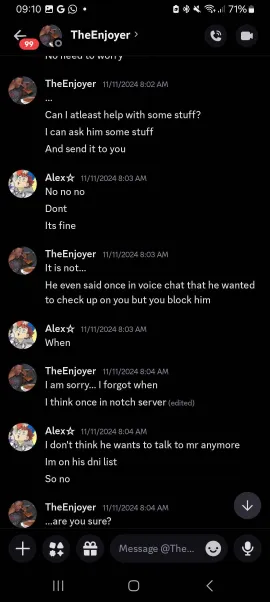 09:10
71%
TheEnjoyer
99
No need to worry
TheEnjoyer 11/11/2024 8:02 AM
...
Can I atleast help with some stuff?
I can ask him some stuff
And send it to you
Alex☆ 11/11/2024 8:03 AM
No no no
Dont
Its fine
TheEnjoyer 11/11/2024 8:03 AM
It is not...
He even said once in voice chat that he wanted
to check up on you but you block him
Alex☆ 11/11/2024 8:03 AM
When
TheEnjoyer 11/11/2024 8:04 AM
I am sorry... I forgot when
I think once in notch server (edited)
Alex☆ 11/11/2024 8:04 AM
I don't think he wants to talk to mr anymore
Im on his dni list
So no
TheEnjoyer 11/11/2024 8:04 AM
...are you sure?
Message @The...